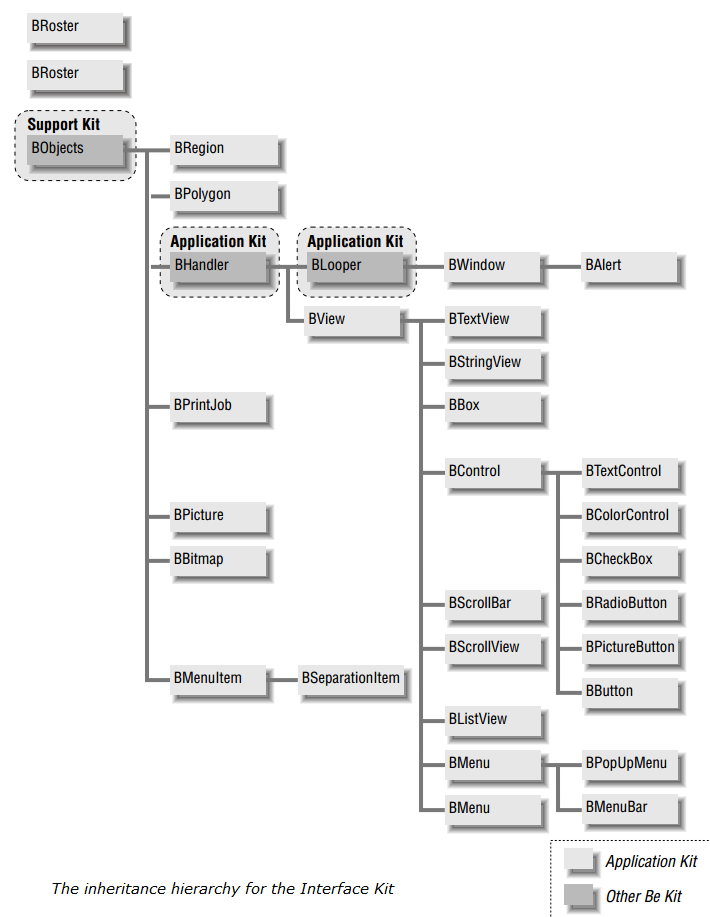 BRoster
BRoster
Support Kit
BObjects
BRegion
BPolygon
Application Kit
Application Kit
BHandler
BLooper
BWindow
BAlert
BView
BTextView
BStringView
BPrintJob
BBox
BControl
BTextControl
BPicture
BColorControl
BBitmap
BCheckBox
BScrollBar
BRadioButton
BScrollView
BPictureButton
BMenuItem
BSeparationItem
BButton
BListView
BMenu
BPopUpMenu
BMenu
BMenuBar
Application Kit
The inheritance hierarchy for the Interface Kit
Other Be Kit